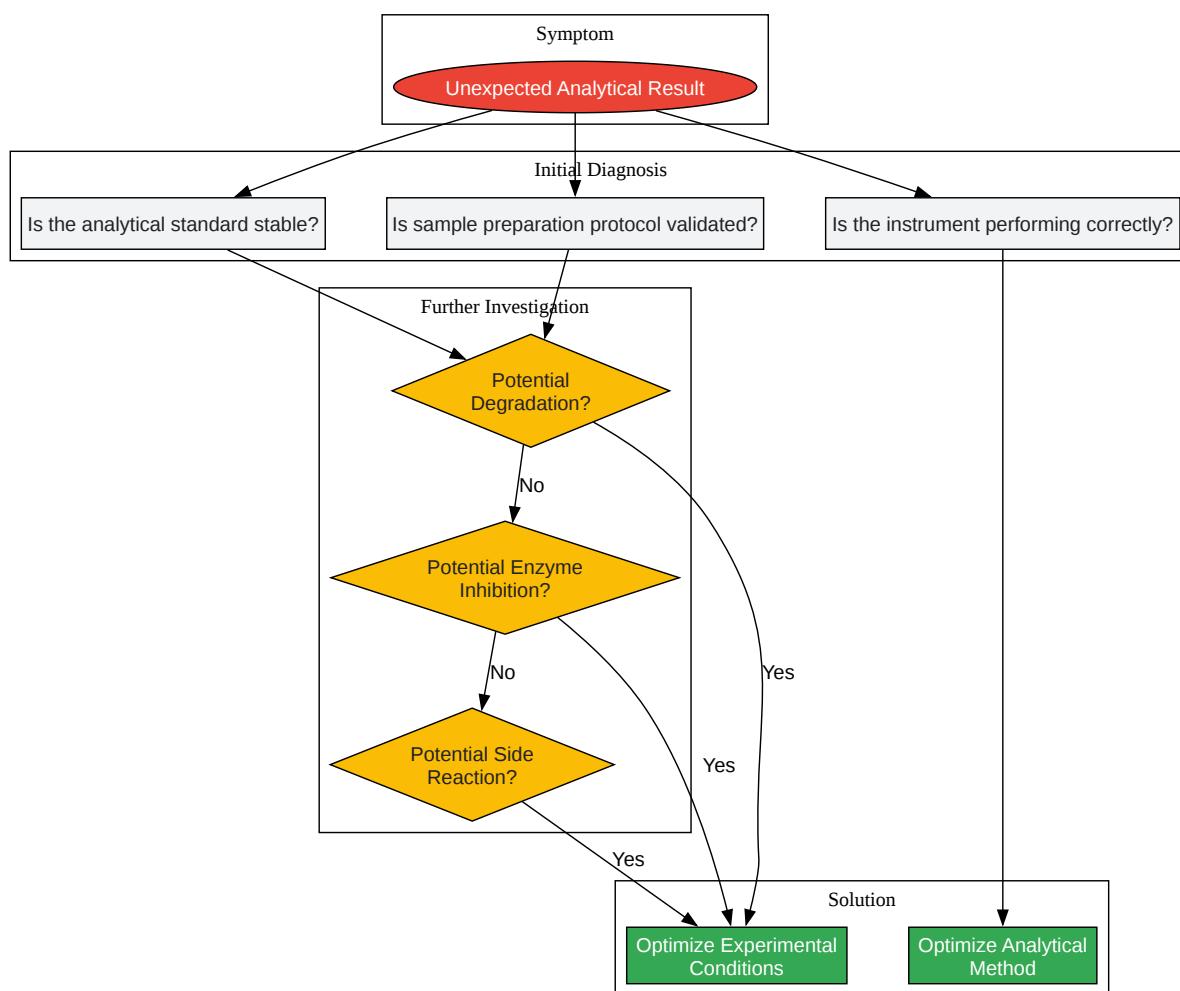 Symptom
Unexpected Analytical Result
Initial Diagnosis
Is the analytical standard stable?
Is sample preparation protocol validated?
Is the instrument performing correctly?
Further Investigation
Potential
Degradation?
No
Potential Enzyme
Inhibition?
Yes
No
Potential Side
Reaction?
Yes
Yes
Solution
Optimize Experimental
Conditions
Optimize Analytical
Method